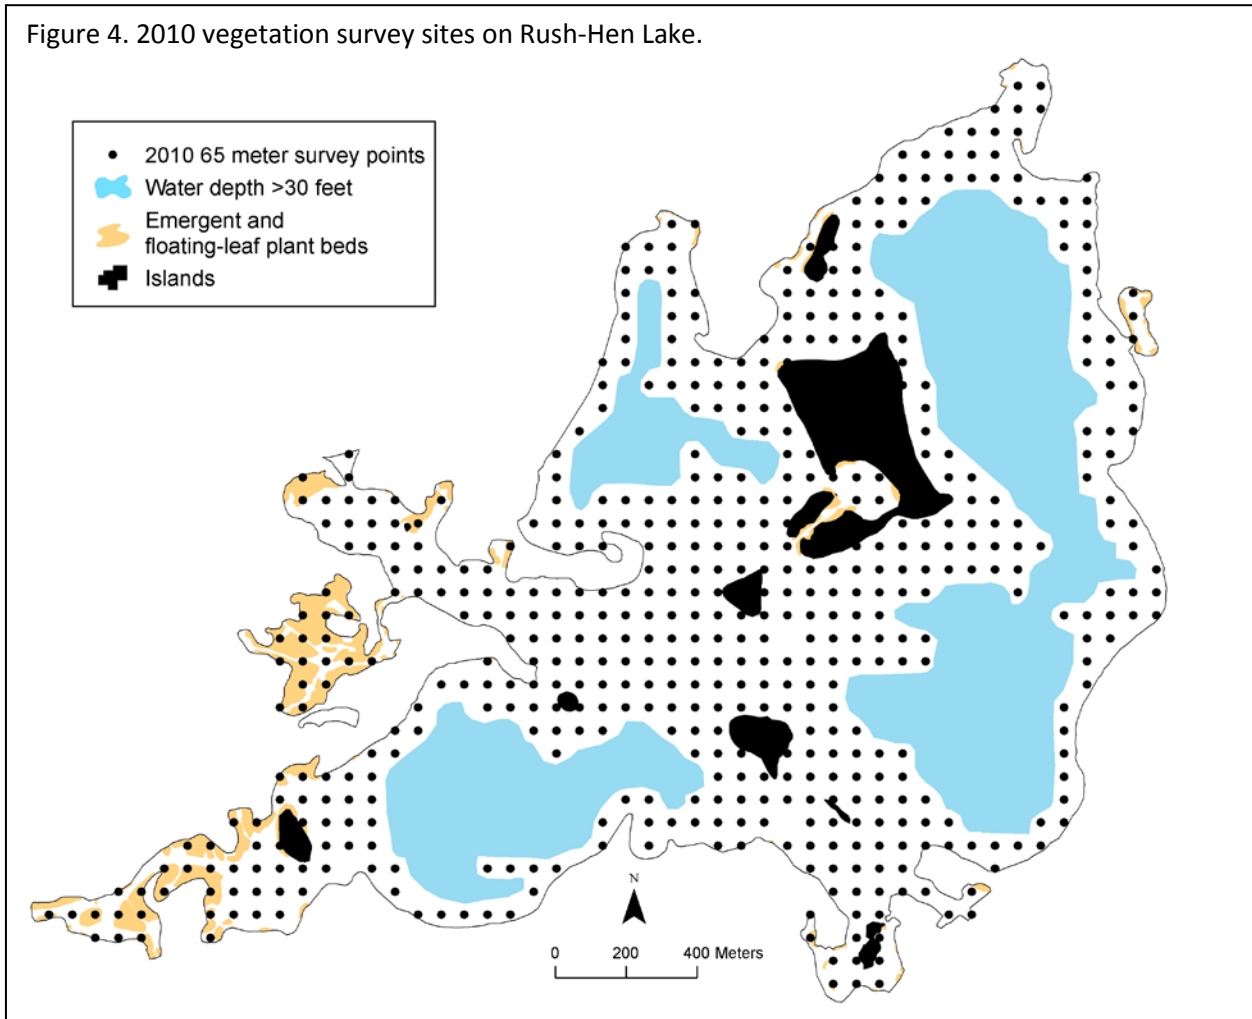 Figure 4. 2010 vegetation survey sites on Rush-Hen Lake.
2010 65 meter survey points
Water depth >30 feet
Emergent and
floating-leaf plant beds
Islands
N
0 200 400 Meters